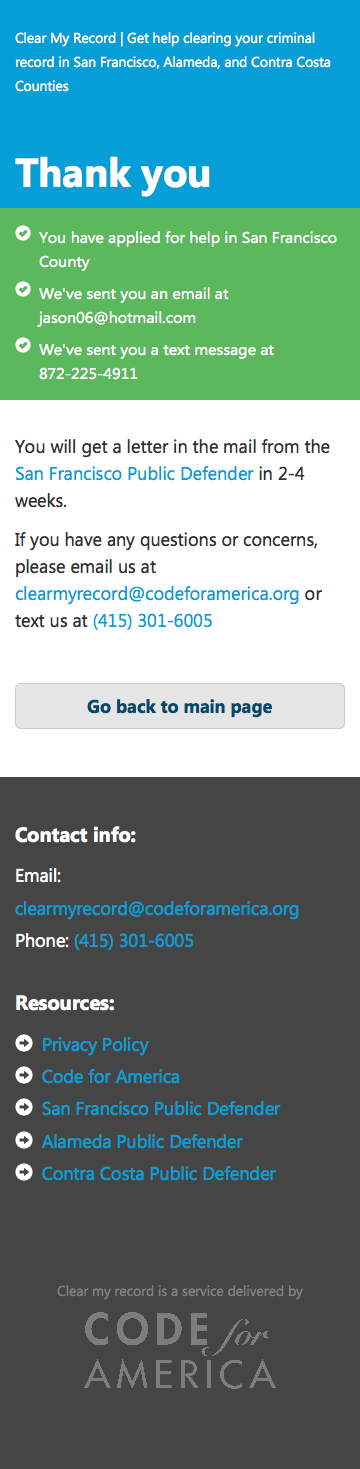 Clear My Record | Get help clearing your criminal
record in San Francisco, Alameda, and Contra Costa
Counties
Thank you
You have applied for help in San Francisco
County
We've sent you an email at
jason06@hotmail.com
We've sent you a text message at
872-225-4911
You will get a letter in the mail from the
San Francisco Public Defender in 2-4
weeks.
If you have any questions or concerns,
please email us at
clearmyrecord@codeforamerica.org or
text us at (415) 301-6005
Go back to main page
Contact info:
Email:
clearmyrecord@codeforamerica.org
Phone: (415) 301-6005
Resources:
Privacy Policy
Code for America
San Francisco Public Defender
Alameda Public Defender
Contra Costa Public Defender
Clear my record is a service delivered by
CODE for
AMERICA